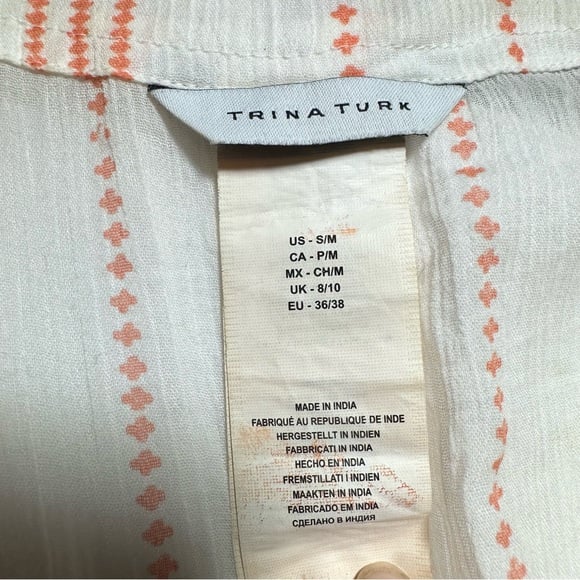 TRINA TURK
US - S/M
CA - P/M
MX - CH/M
UK - 8/10
EU - 36/38
MADE IN INDIA
FABRIQUÉ AU REPUBLIQUE DE INDE
HERGESTELLT IN INDIEN
FABBRICATI IN INDIA
HECHO EN INDIA
FREMSTILLATI I INDIEN
MAAKTEN IN INDIA
FABRICADO EM INDIA
СДЕЛАНО В ИНДИЯ